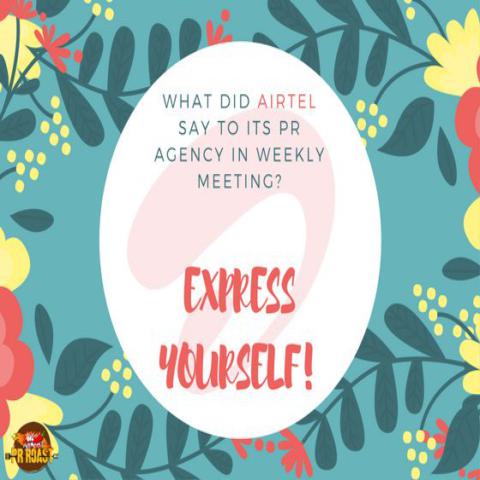 WHAT DID AIRTEL
SAY TO ITS PR
AGENCY IN WEEKLY
MEETING?
EXPRESS
YOURSELF!
PR ROAST